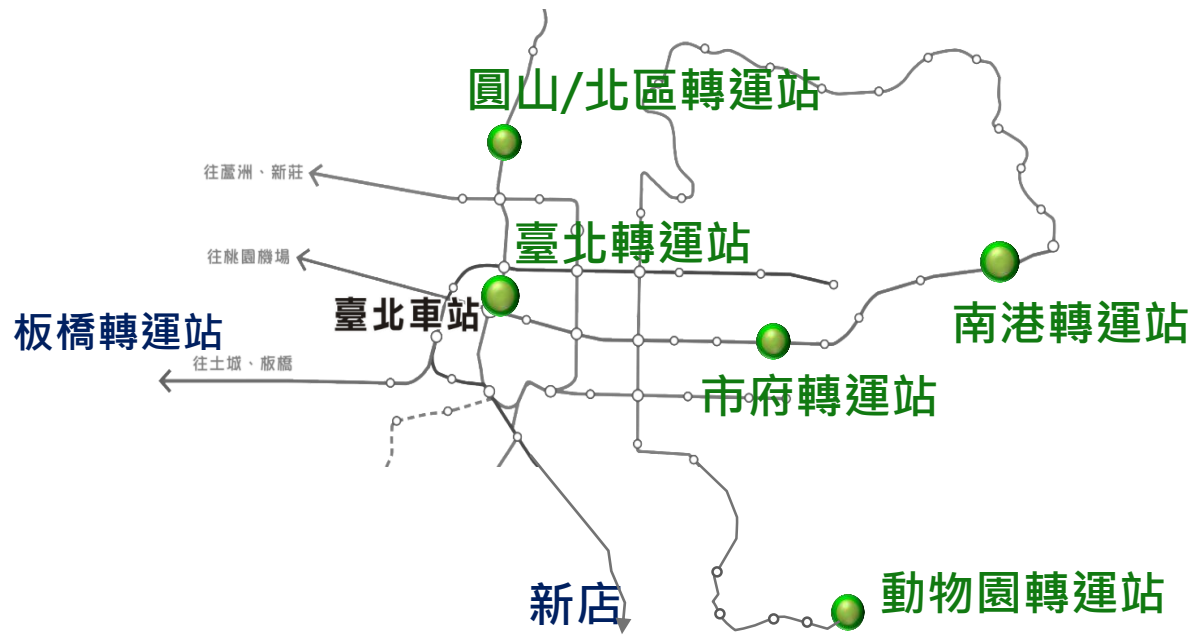 圓山/北區轉運站
往蘆洲、新莊
臺北轉運站
往桃園機場
臺北車站
板橋轉運站
南港轉運站
往土城、板橋
市府轉運站
新店
動物園轉運站